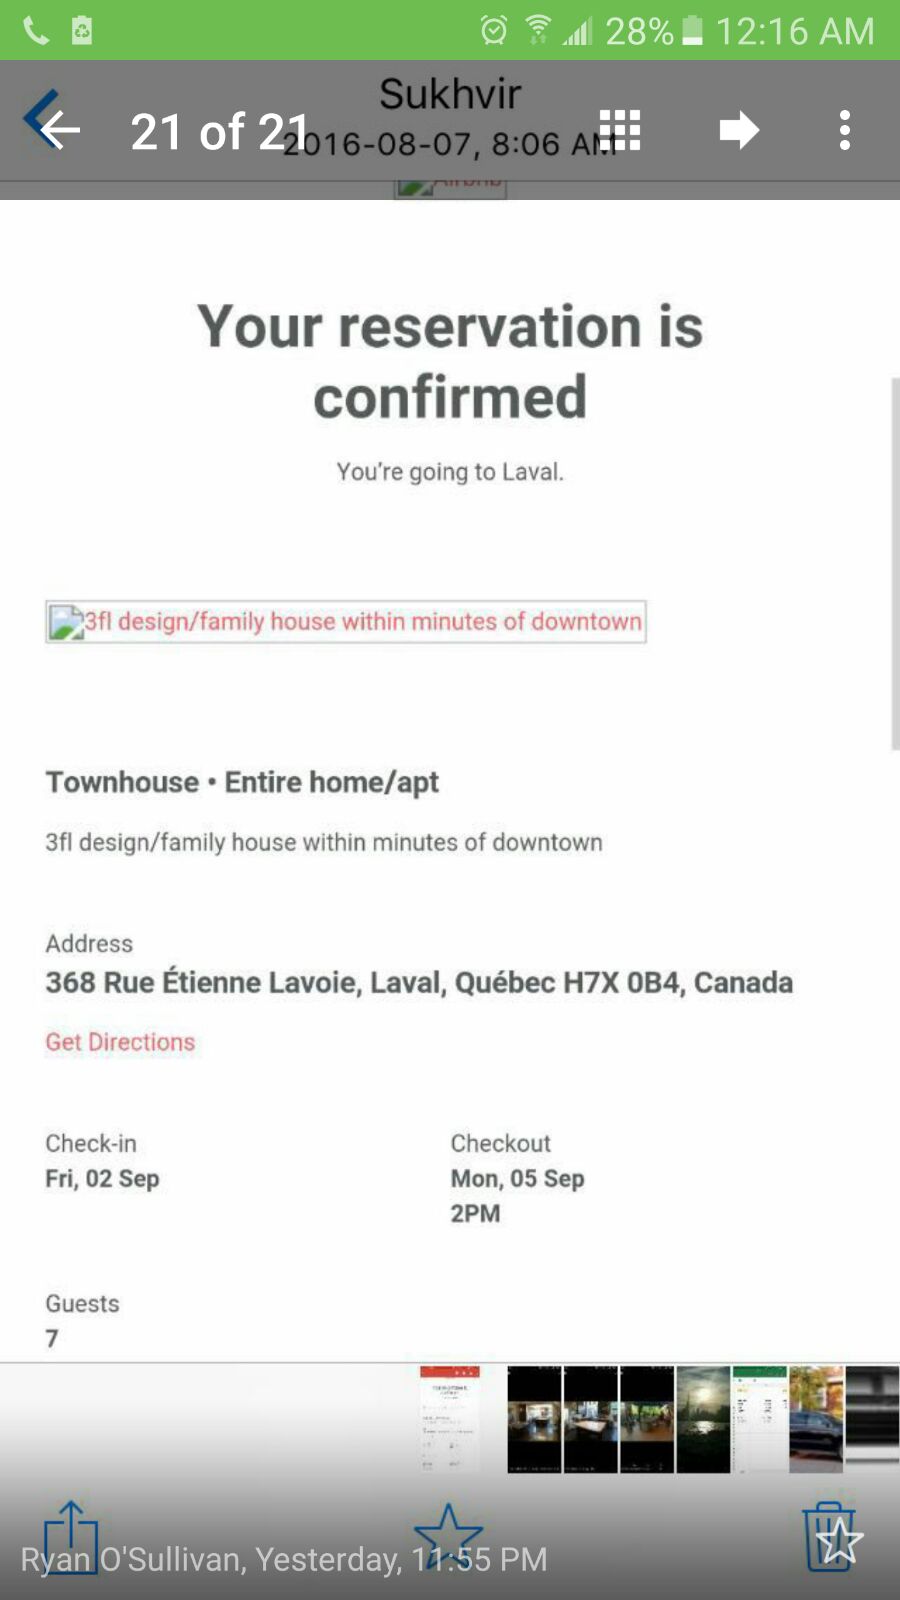 28% 12:16 AM
Sukhvir
21 of 21
2016-08-07, 8:06 AM
Airbnb
Your reservation is
confirmed
You're going to Laval.
3fl design/family house within minutes of downtown
Townhouse • Entire home/apt
3fl design/family house within minutes of downtown
Address
368 Rue Étienne Lavoie, Laval, Québec H7X 0B4, Canada
Get Directions
Check-in
Fri, 02 Sep
Checkout
Mon, 05 Sep
2PM
Guests
7
Ryan O'Sullivan, Yesterday, 11:55 PM